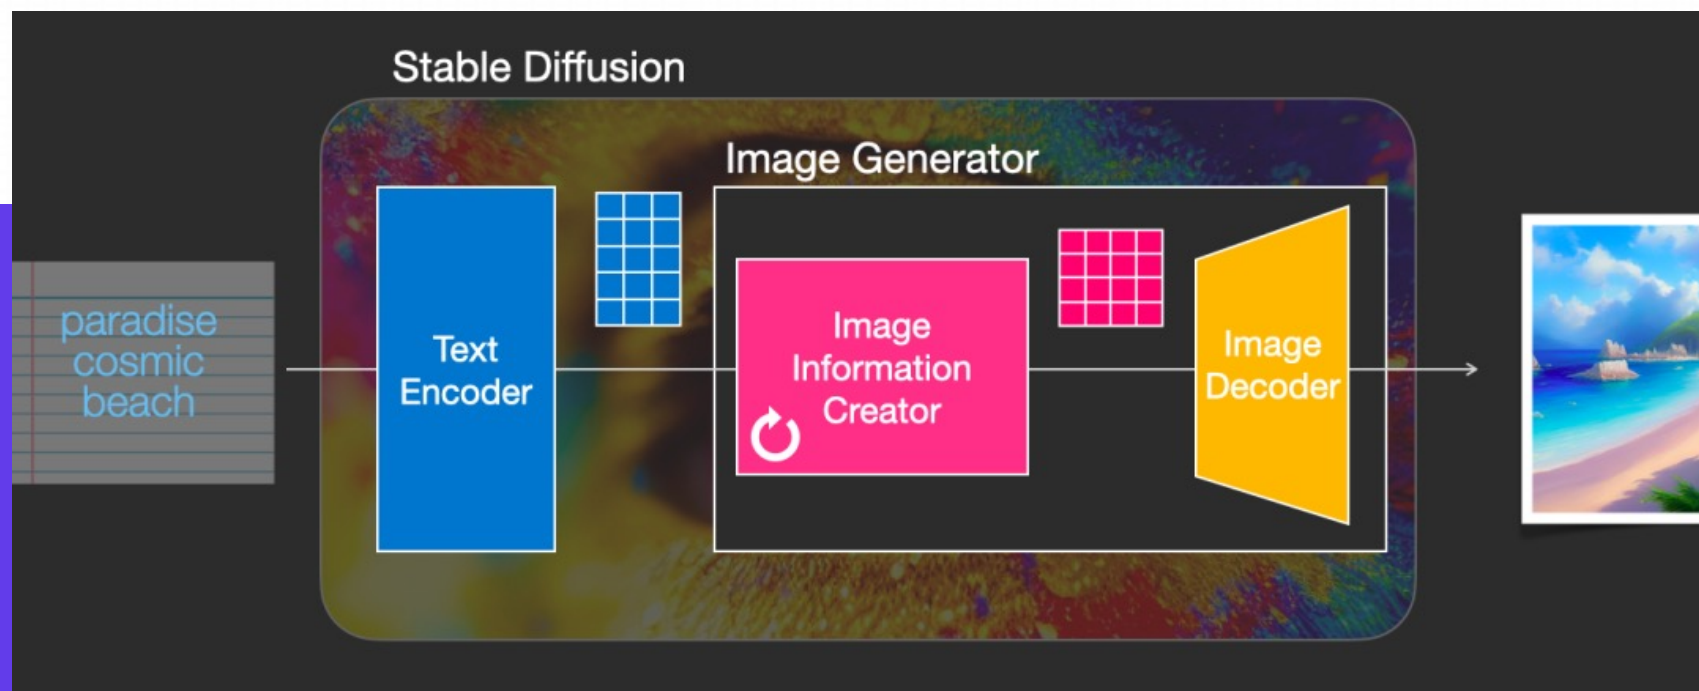 Stable Diffusion
Image Generator
paradise
cosmic
beach
Text
Encoder
Image
Information
Creator
Image
Decoder